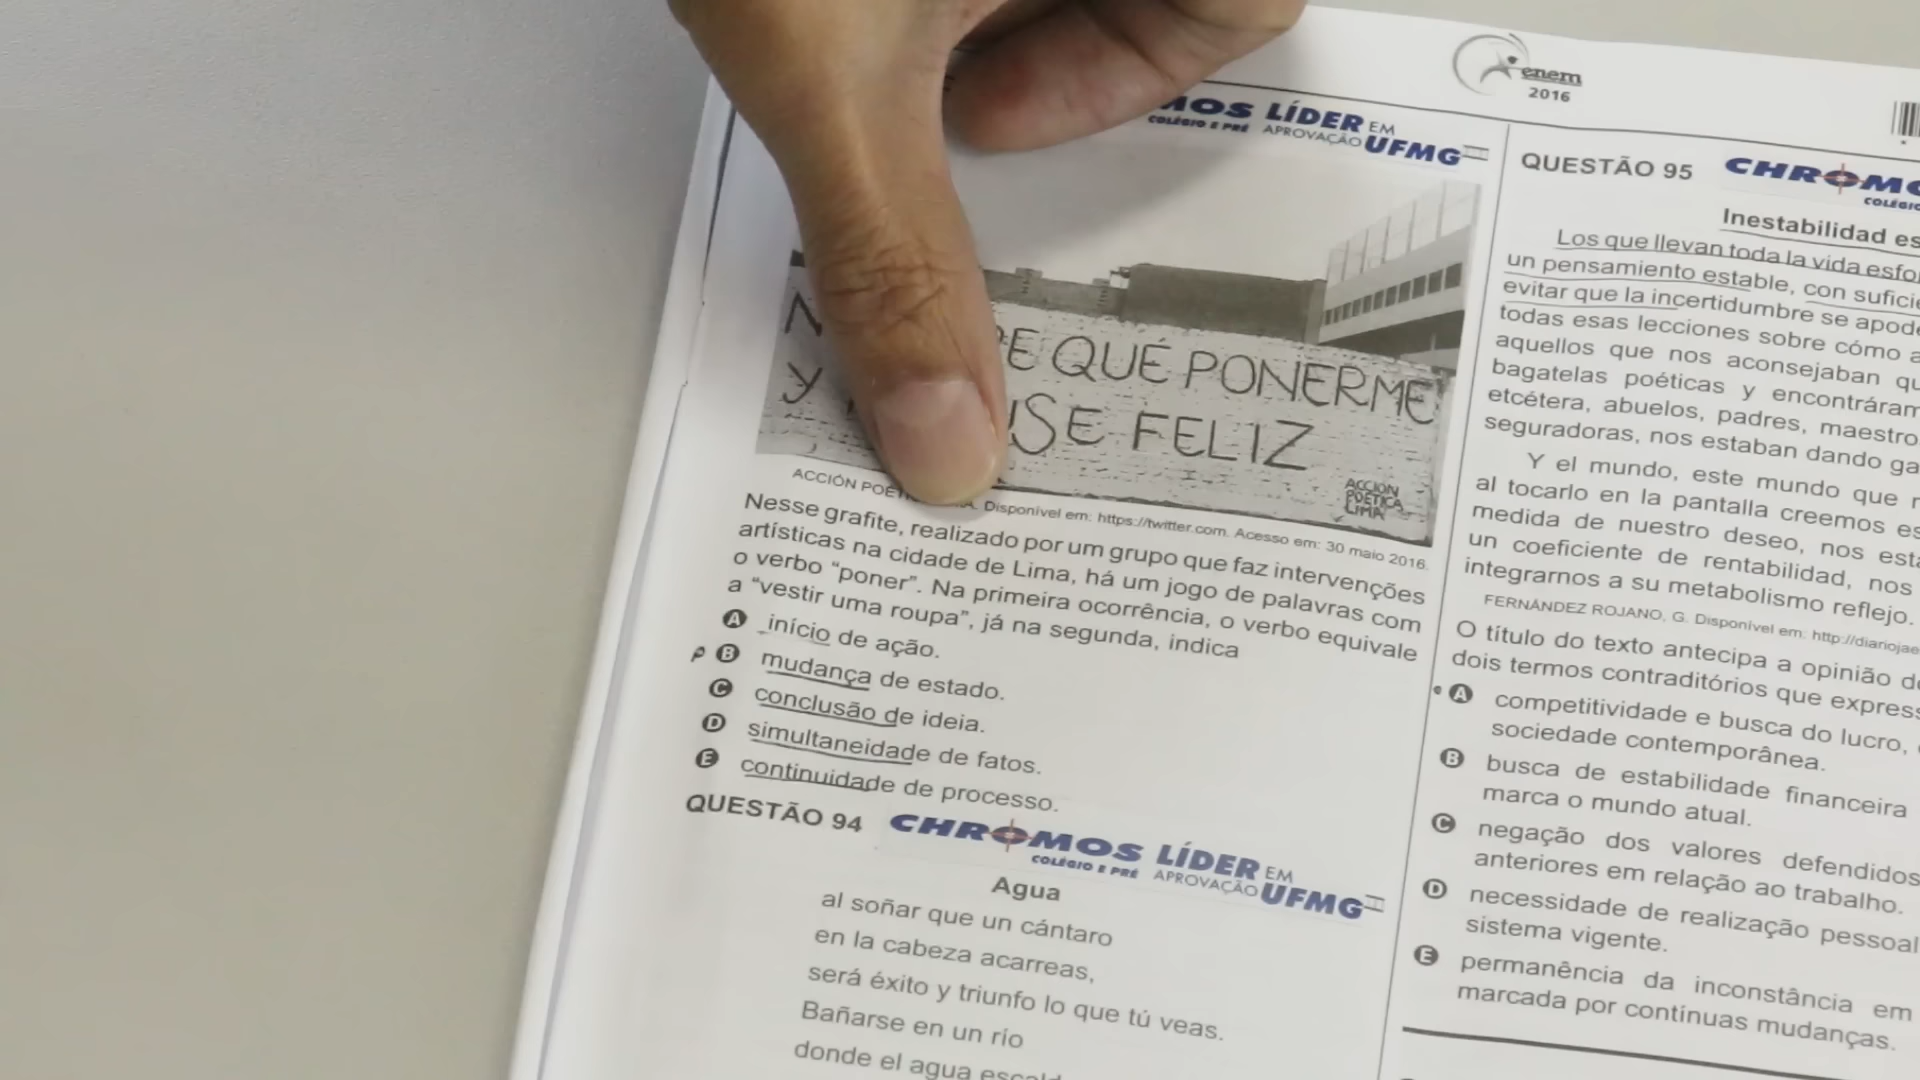 enem
2016
MOS LÍDER EM
COLÉGIO E PRÉ APROVAÇÃO UFMG
DE QUÉ PONERME
Y USE FELIZ
ACCIÓN
POÉTICA
LIMA
ACCIÓN Disponível em: https://twitter.com. Acesso em: 30 maio 2016.
Nesse grafite, realizado por um grupo que faz intervenções
artísticas na cidade de Lima, há um jogo de palavras com
o verbo “poner”. Na primeira ocorrência, o verbo equivale
a “vestir uma roupa”, já na segunda, indica
A início de ação.
B mudança de estado.
C conclusão de ideia.
D simultaneidade de fatos.
E continuidade de processo.
QUESTÃO 94 CHROMOS LÍDER EM
COLÉGIO E PRÉ APROVAÇÃO UFMG
Agua
al soñar que un cántaro
en la cabeza acarreas,
será éxito y triunfo lo que tú veas.
Bañarse en un río
donde el agua
QUESTÃO 95 CHROMO
Inestabilidad es
Los que llevan toda la vida esfo
un pensamiento estable, con sufici
evitar que la incertidumbre se apod
todas esas lecciones sobre cómo a
aquellos que nos aconsejaban qu
bagatelas poéticas y encontráram
etcétera, abuelos, padres, maestro
seguradoras, nos estaban dando ga
Y el mundo, este mundo que
al tocarlo en la pantalla creemos es
medida de nuestro deseo, nos est
un coeficiente de rentabilidad, nos
integrarnos a su metabolismo reflejo.
FERNÁNDEZ ROJANO, G. Disponível em: http://diariojae
O título do texto antecipa a opinião d
dois termos contraditórios que express
A competitividade e busca do lucro,
sociedade contemporânea.
B busca de estabilidade financeira
marca o mundo atual.
C negação dos valores defendidos
anteriores em relação ao trabalho.
D necessidade de realização pessoal
sistema vigente.
E permanência da inconstância em
marcada por contínuas mudanças.